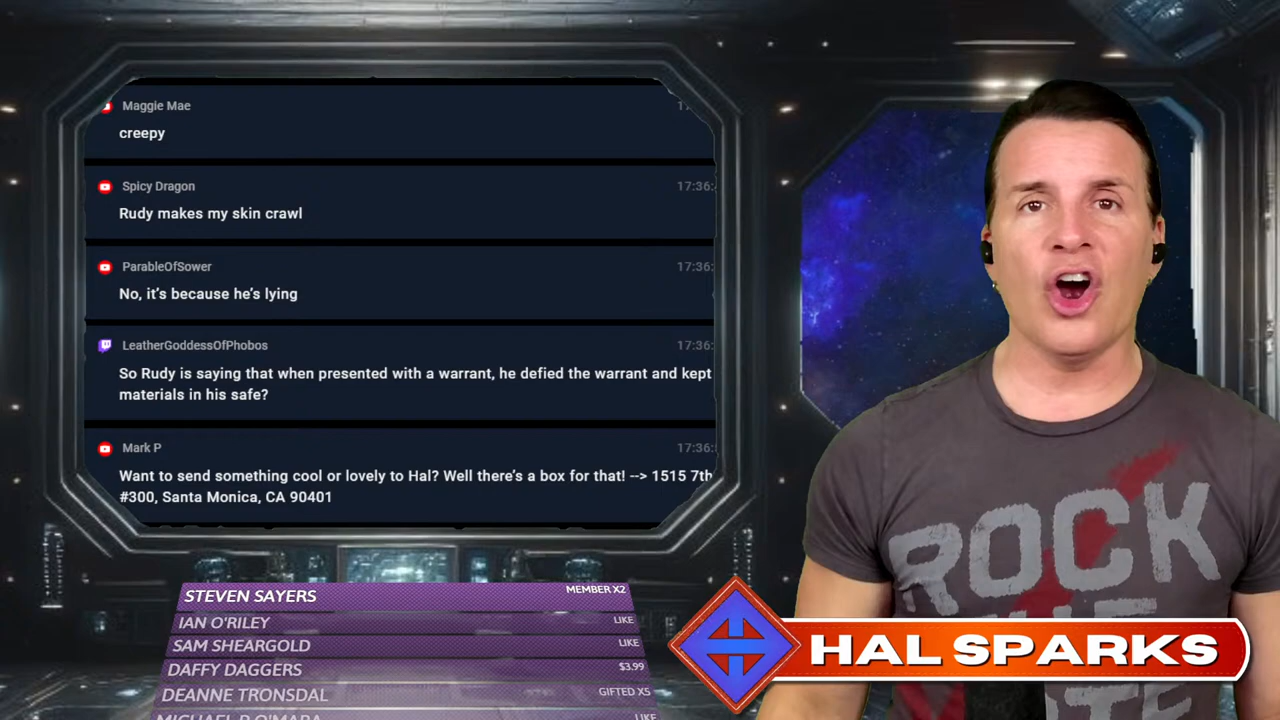 Maggie Mae
creepy
Spicy Dragon 17:36:
Rudy makes my skin crawl
ParableOfSower 17:36:
No, it's because he's lying
LeatherGoddessOfPhobos 17:36:
So Rudy is saying that when presented with a warrant, he defied the warrant and kept
materials in his safe?
Mark P 17:36:
Want to send something cool or lovely to Hal? Well there's a box for that! --> 1515 7th
#300, Santa Monica, CA 90401
STEVEN SAYERS MEMBER X2
IAN O'RILEY LIKE
SAM SHEARGOLD LIKE
DAFFY DAGGERS $3.99
DEANNE TRONSDAL GIFTED X5
MICHAEL P O'MARA LIKE
HAL SPARKS
ROCK